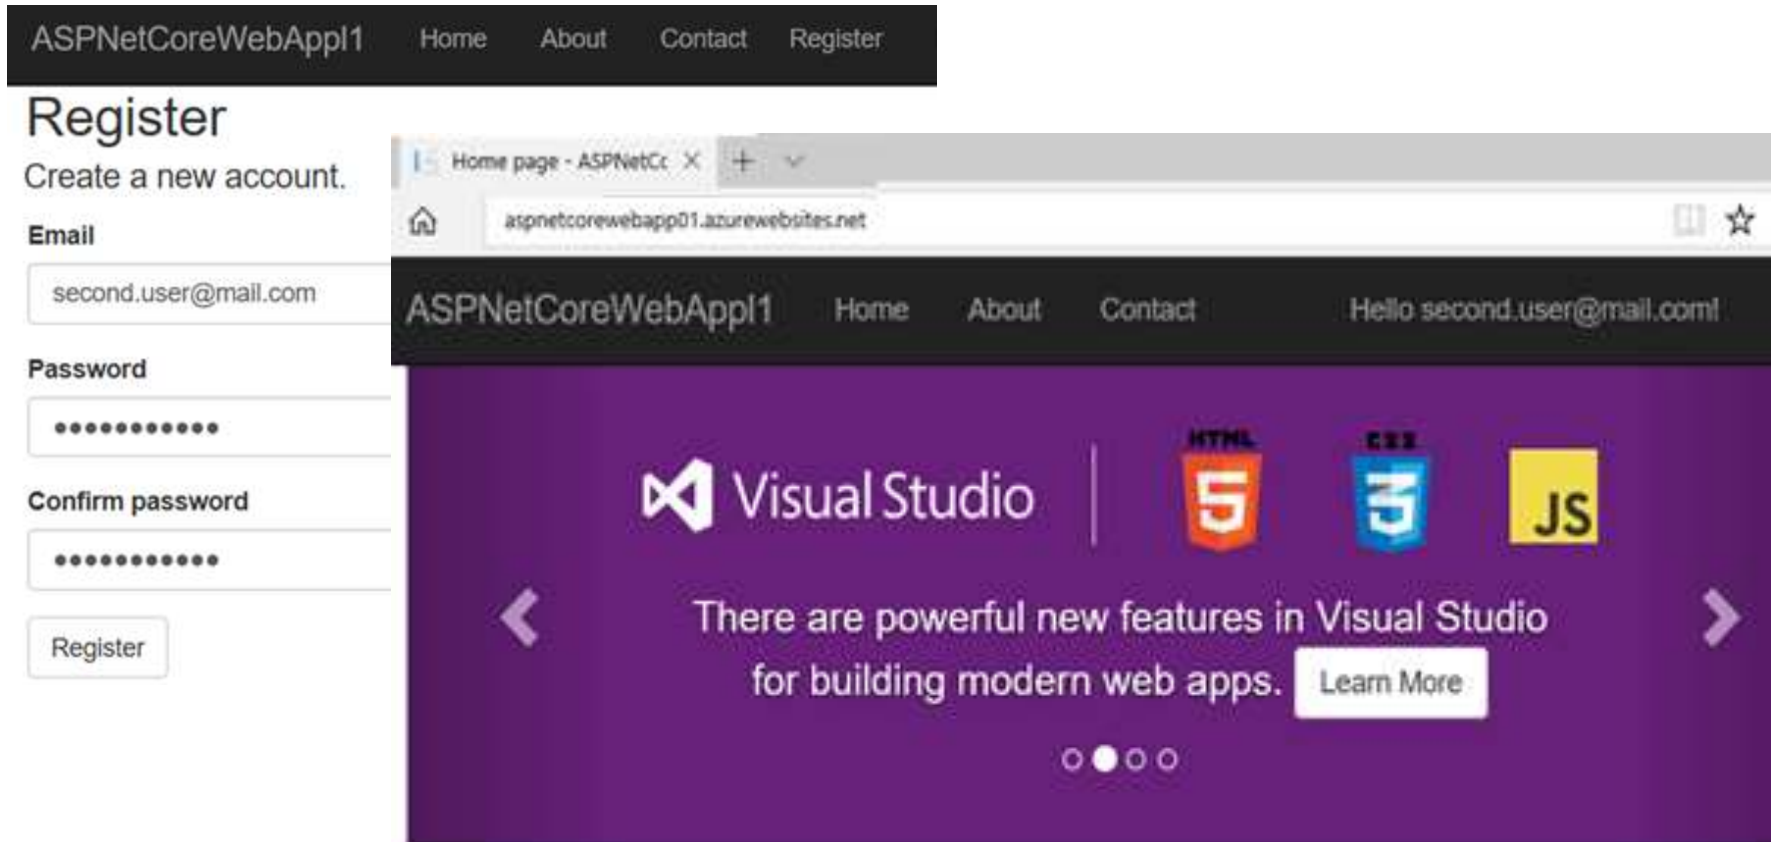 ASPNetCoreWebAppl1 Home About Contact Register
Register
Create a new account.
Email
second.user@mail.com
Password
Confirm password
Register
Home page - ASPNetCc
aspnetcorewebapp01.azurewebsites.net
ASPNetCoreWebAppl1 Home About Contact Hello second.user@mail.com!
Visual Studio HTML 5 CSS 3 JS
There are powerful new features in Visual Studio
for building modern web apps. Learn More